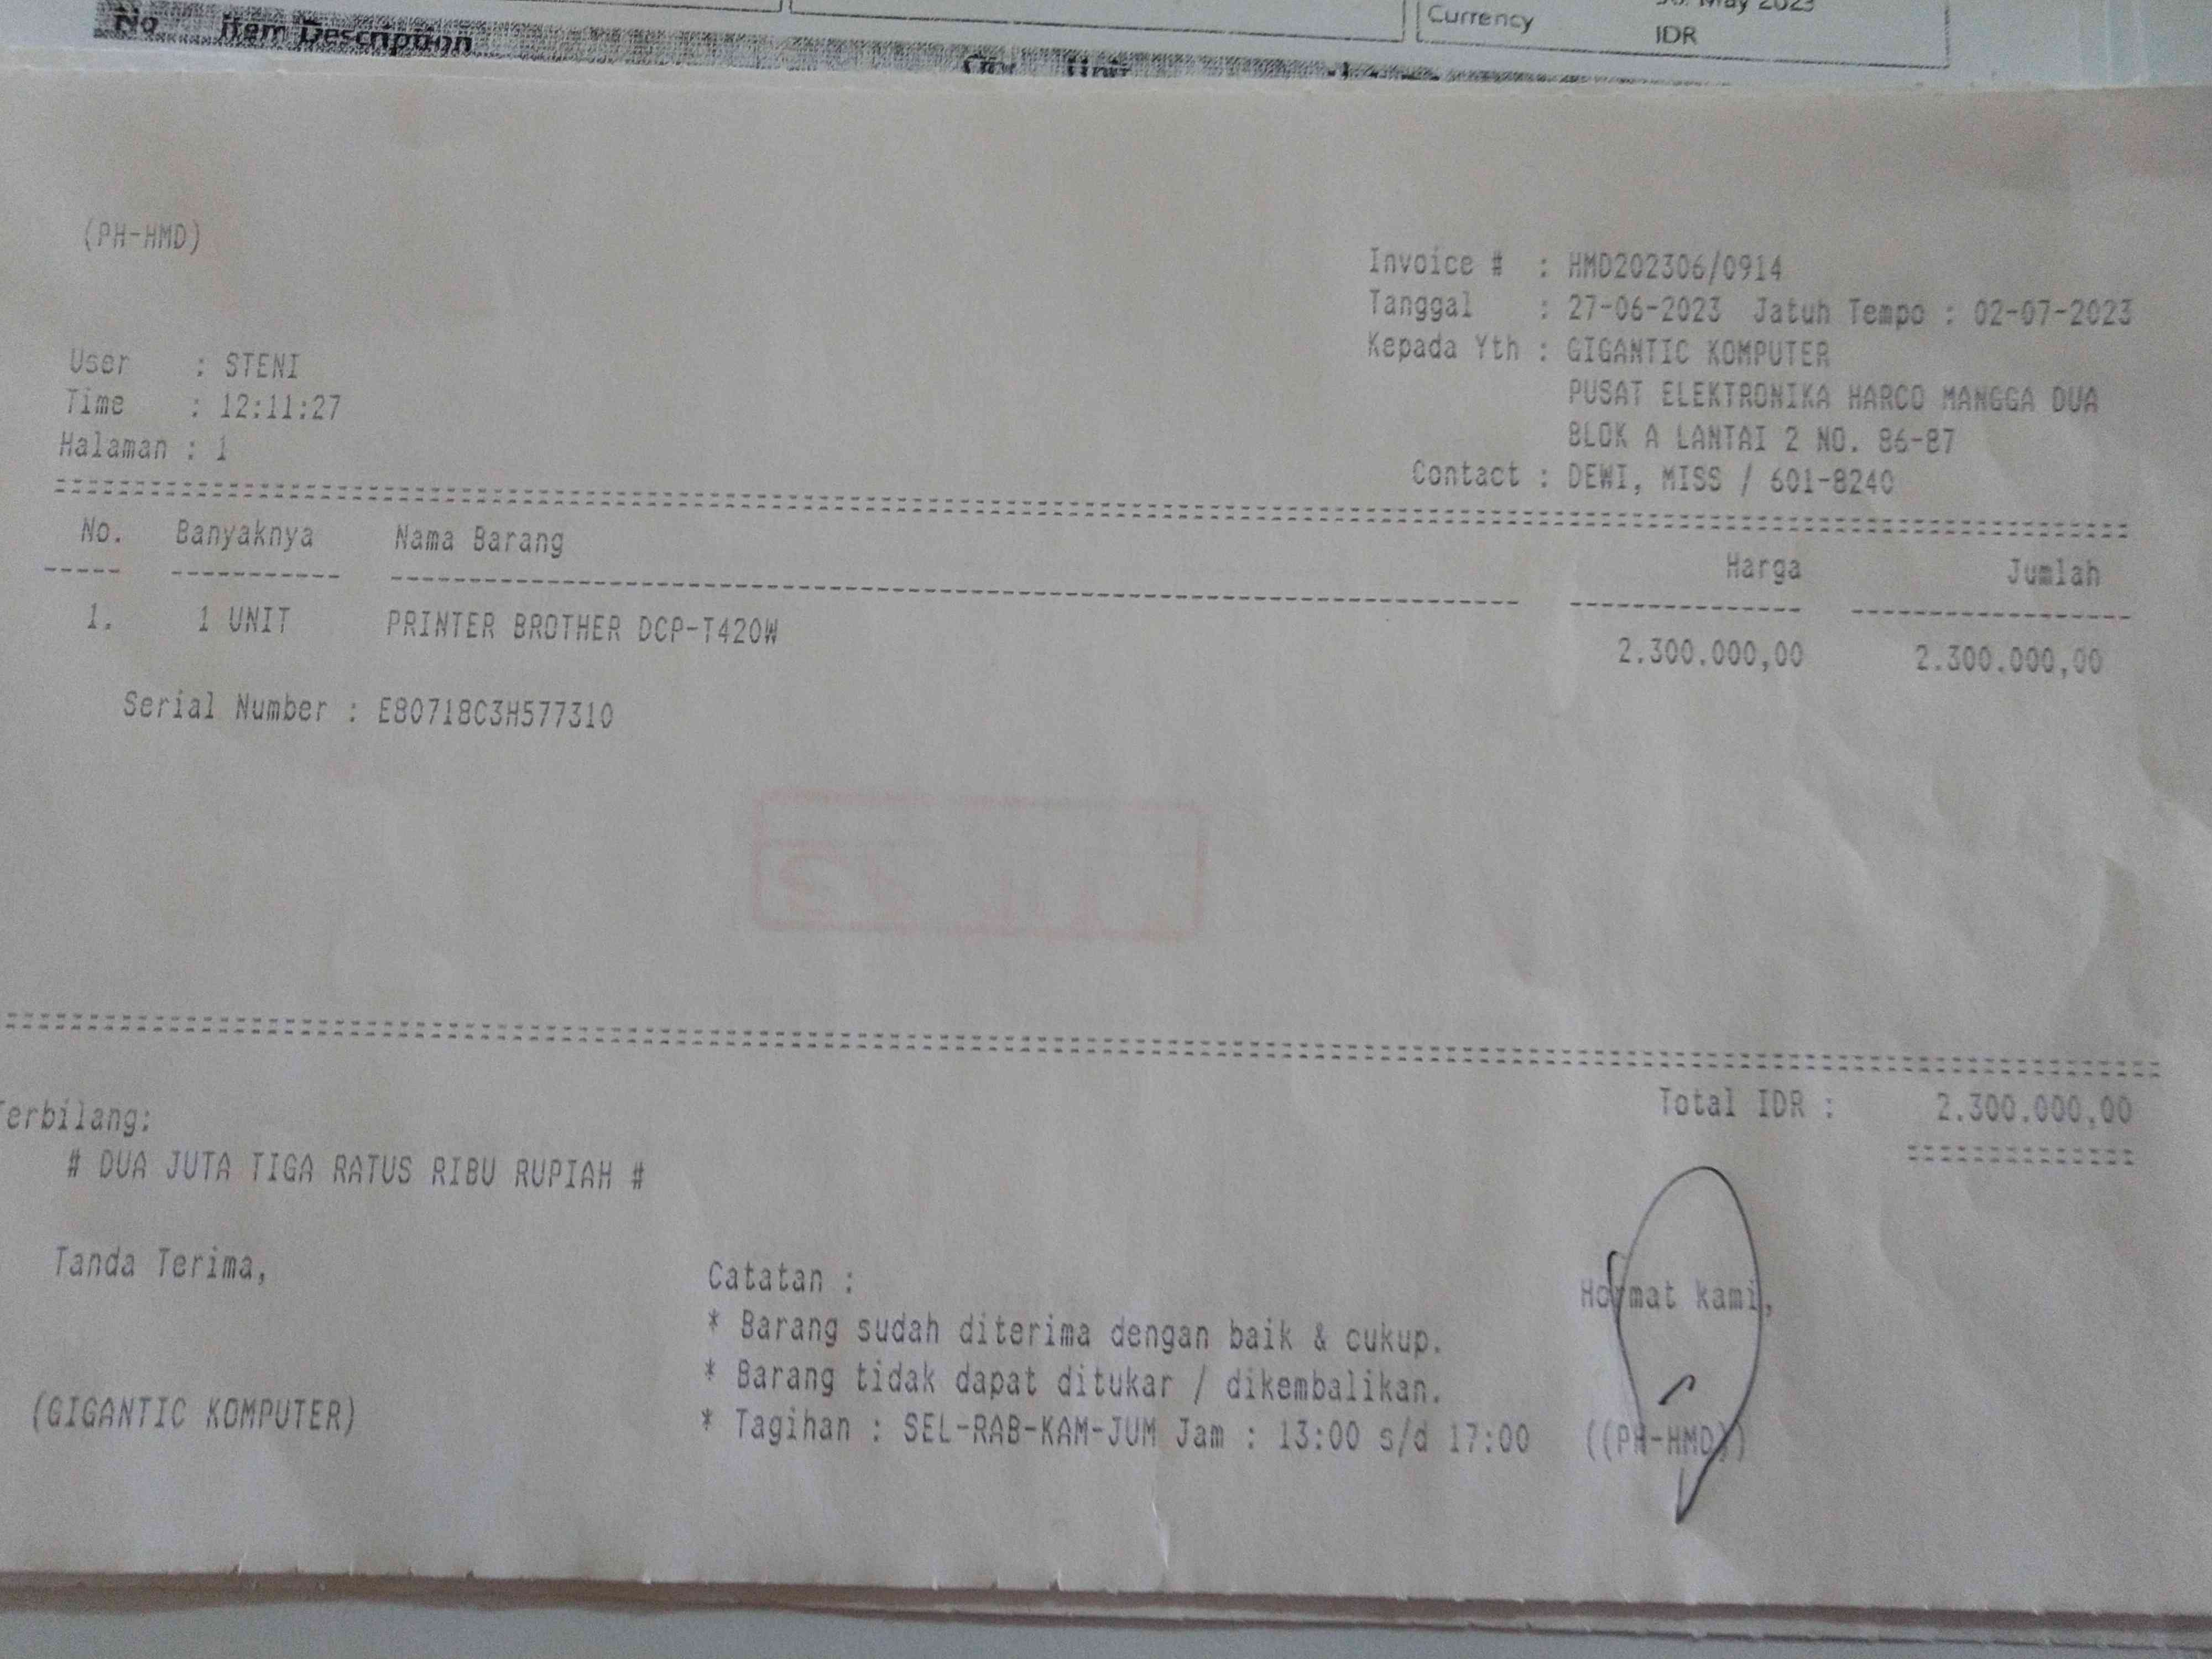 Currency
IDR
No Item Description
(PH-HMD)
Invoice # : HMD202306/0914
Tanggal : 27-06-2023 Jatuh Tempo : 02-07-2023
Kepada Yth : GIGANTIC KOMPUTER
PUSAT ELEKTRONIKA HARCO MANGGA DUA
BLOK A LANTAI 2 NO. 86-87
Contact : DEWI, MISS / 601-8240
User : STENI
Time : 12:11:27
Halaman : 1
No. Banyaknya Nama Barang Harga Jumlah
1. 1 UNIT PRINTER BROTHER DCP-T420W 2.300.000,00 2.300.000,00
Serial Number : E80718C3H577310
Total IDR : 2.300.000,00
Terbilang:
# DUA JUTA TIGA RATUS RIBU RUPIAH #
Tanda Terima,
Catatan :
Hormat kami,
* Barang sudah diterima dengan baik & cukup.
* Barang tidak dapat ditukar / dikembalikan.
* Tagihan : SEL-RAB-KAM-JUM Jam : 13:00 s/d 17:00
(GIGANTIC KOMPUTER)
((PH-HMD))